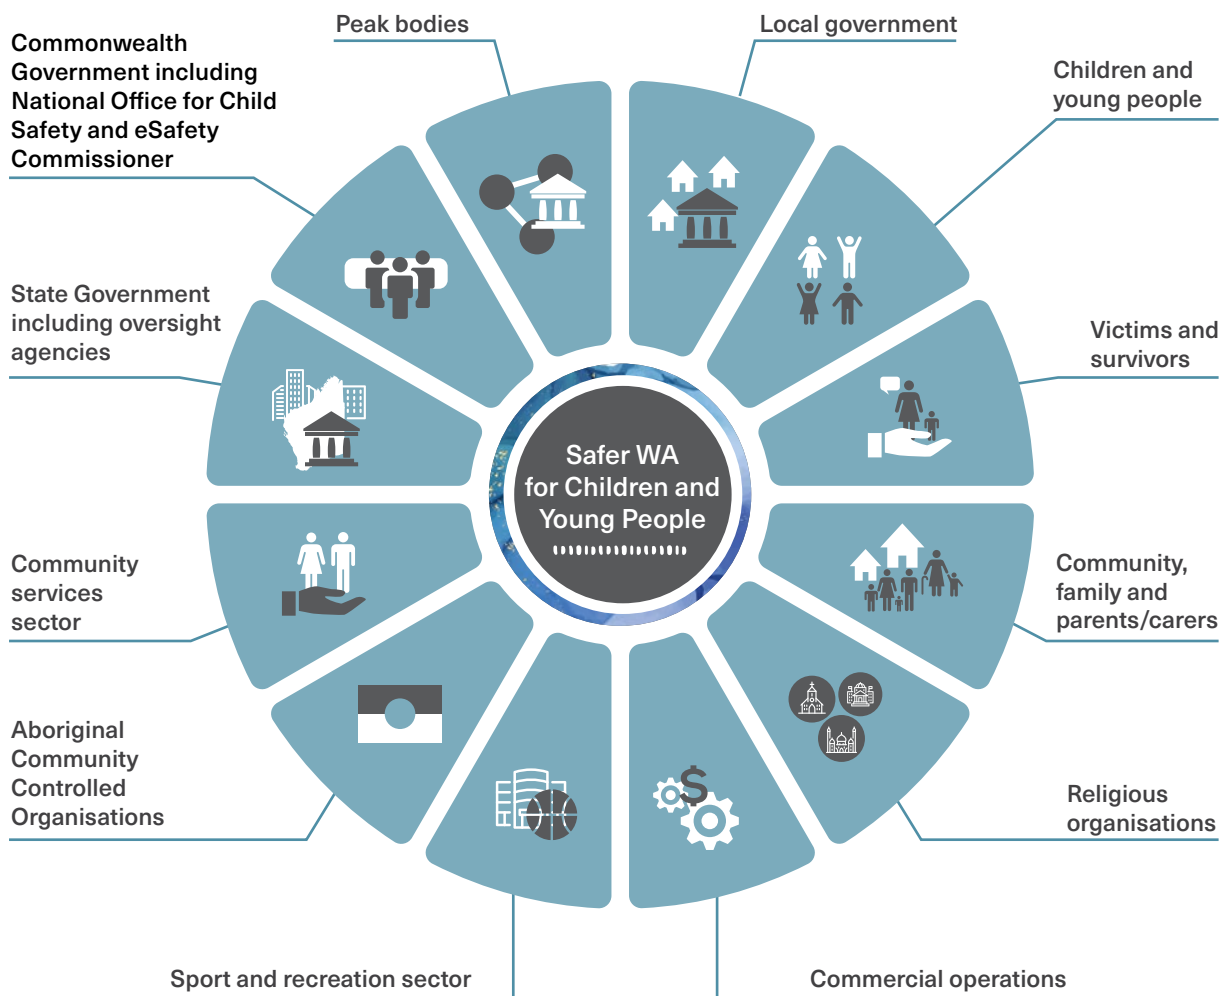 Peak bodies
Local government
Commonwealth
Government including
National Office for Child
Safety and eSafety
Commissioner
Children and
young people
State Government
including oversight
agencies
Victims and
survivors
Safer WA
for Children and
Young People
Community
services
sector
Community,
family and
parents/carers
Aboriginal
Community
Controlled
Organisations
Religious
organisations
$
Sport and recreation sector
Commercial operations